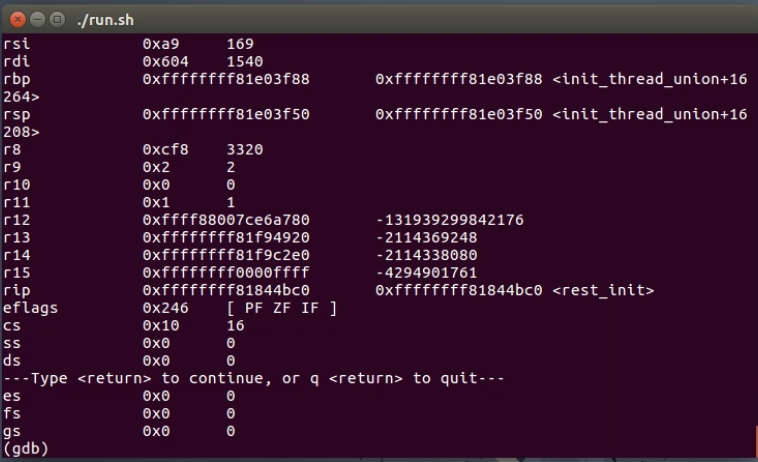 ./run.sh
rsi 0xa9 169
rdi 0x604 1540
rbp 0xffffffff81e03f88 0xffffffff81e03f88 <init_thread_union+16
264>
rsp 0xffffffff81e03f50 0xffffffff81e03f50 <init_thread_union+16
208>
r8 0xcf8 3320
r9 0x2 2
r10 0x0 0
r11 0x1 1
r12 0xffff88007ce6a780 -131939299842176
r13 0xffffffff81f94920 -2114369248
r14 0xffffffff81f9c2e0 -2114338080
r15 0xffffffff0000ffff -4294901761
rip 0xffffffff81844bc0 0xffffffff81844bc0 <rest_init>
eflags 0x246 [ PF ZF IF ]
cs 0x10 16
ss 0x0 0
ds 0x0 0
---Type <return> to continue, or q <return> to quit---
es 0x0 0
fs 0x0 0
gs 0x0 0
(gdb)